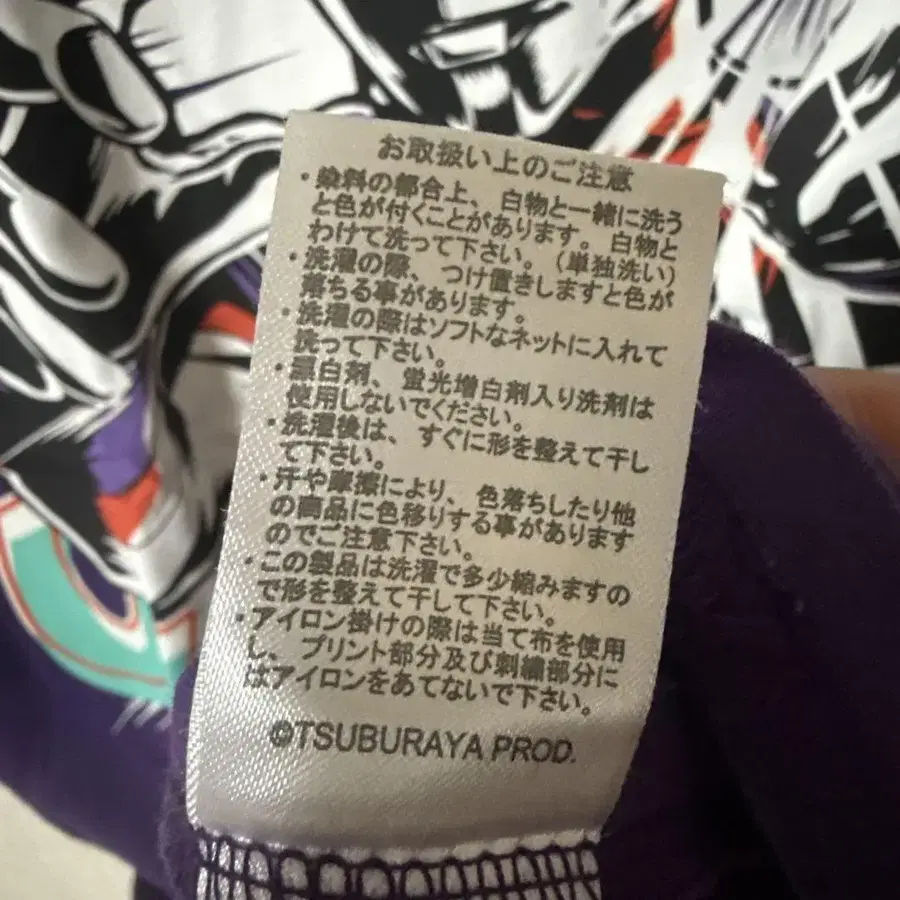 お取扱い上のご注意
・染料の都合上、白物と一緒に洗う
と色が付くことがあります。白物と
わけて洗って下さい。（単独洗い）
・洗濯の際、つけ置きしますと色が
落ちる事があります。
・洗濯の際はソフトなネットに入れて
洗って下さい。
・漂白剤、蛍光増白剤入り洗剤は
使用しないでください。
・洗濯後は、すぐに形を整えて干し
て下さい。
・汗や摩擦により、色落ちしたり他
の商品に色移りする事があります
のでご注意下さい。
・この製品は洗濯で多少縮みますの
で形を整えて干して下さい。
・アイロン掛けの際は当て布を使用
し、プリント部分及び刺繍部分に
はアイロンをあてないで下さい。
©TSUBURAYA PROD.